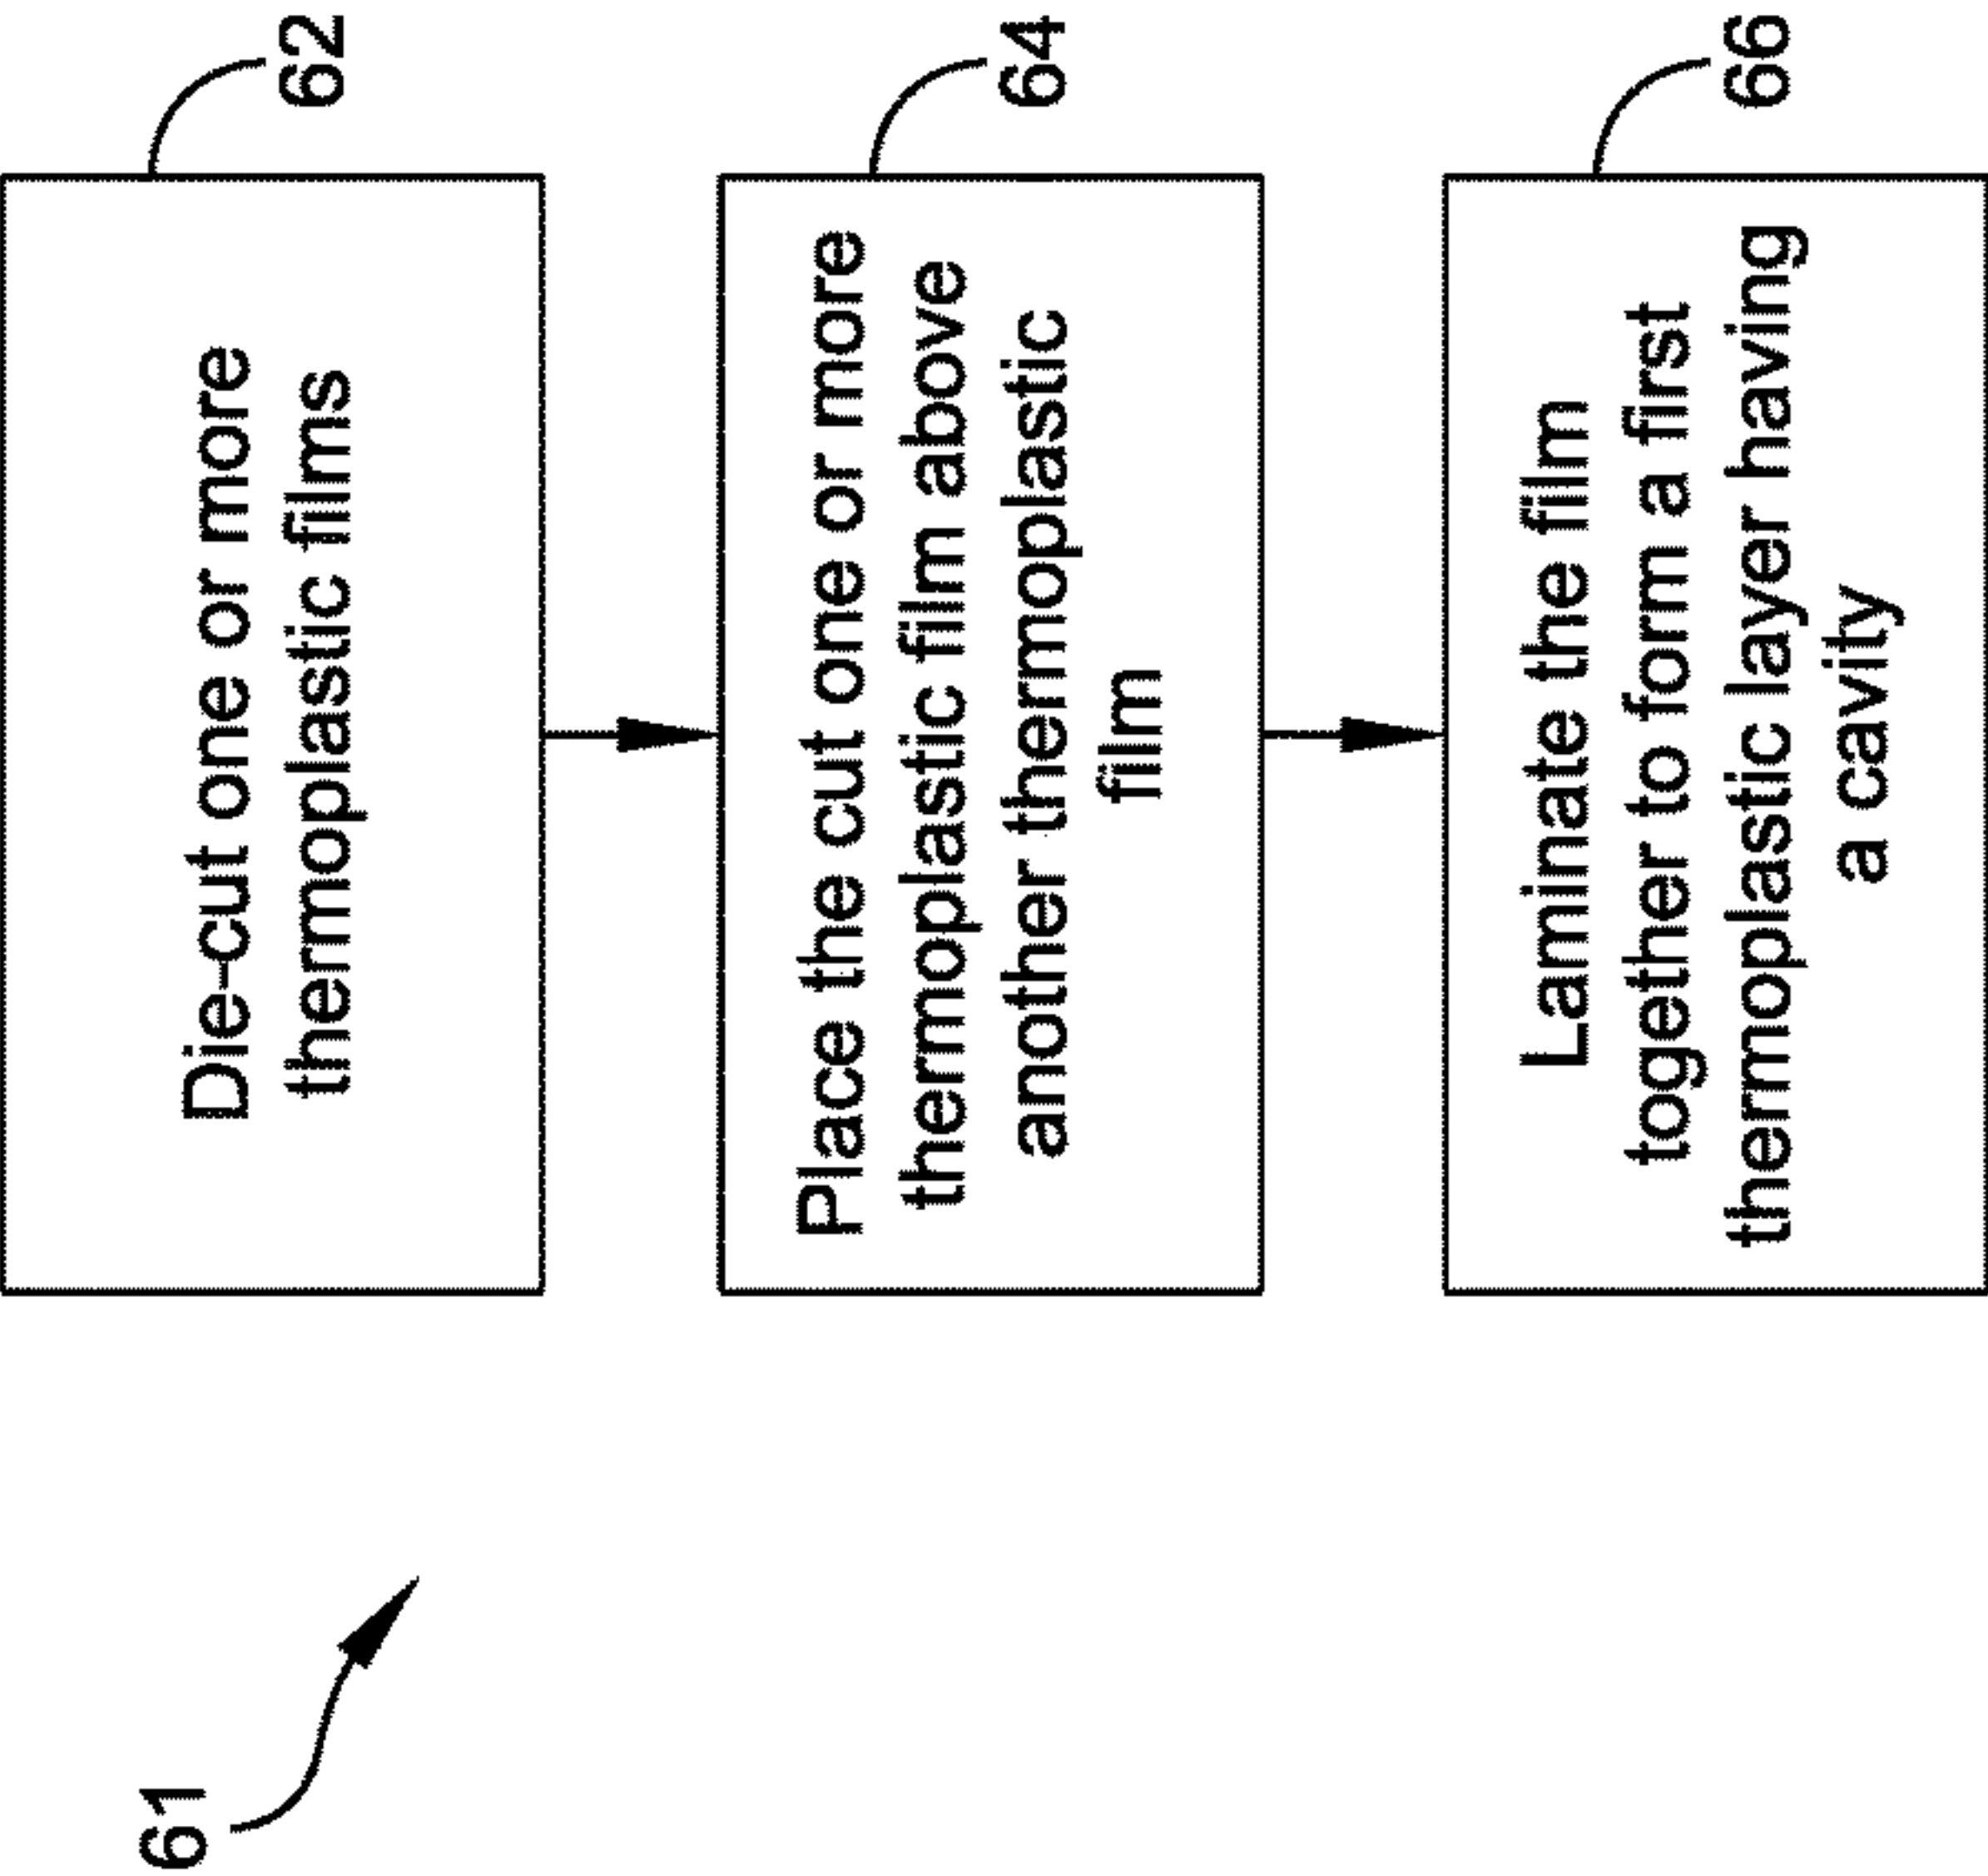 61
62
Die-cut one or more
thermoplastic films
64
Place the cut one or more
thermoplastic film above
another thermoplastic
film
66
Laminate the film
together to form a first
thermoplastic layer having
a cavity